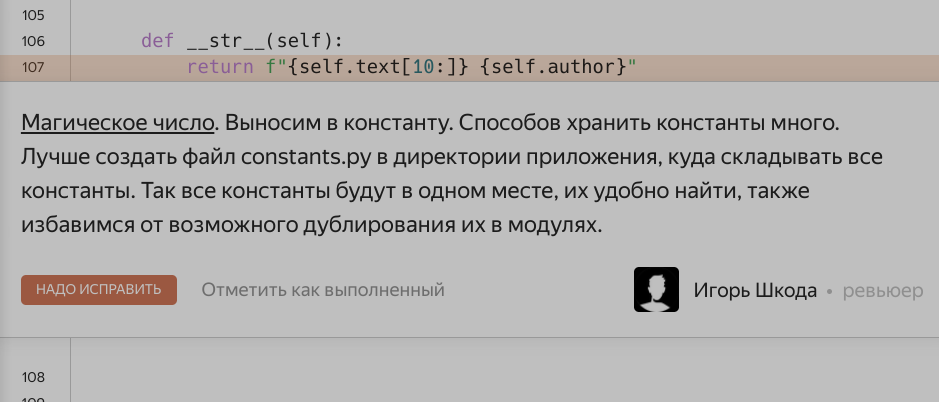 105
106 def __str__(self):
107 return f"{self.text[10:]} {self.author}"
Магическое число. Выносим в константу. Способов хранить константы много.
Лучше создать файл constants.py в директории приложения, куда складывать все
константы. Так все константы будут в одном месте, их удобно найти, также
избавимся от возможного дублирования их в модулях.
НАДО ИСПРАВИТЬ Отметить как выполненный Игорь Шкода • ревьюер
108